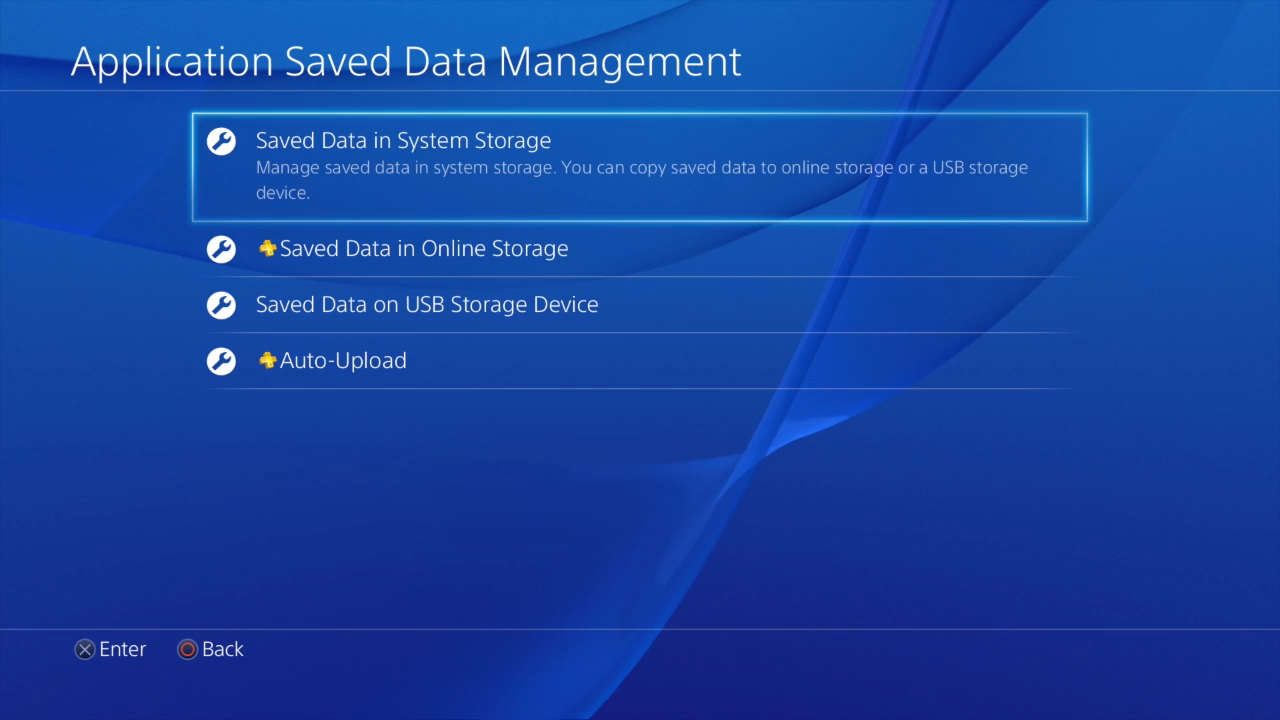 Application Saved Data Management
Saved Data in System Storage
Manage saved data in system storage. You can copy saved data to online storage or a USB storage
device.
Saved Data in Online Storage
Saved Data on USB Storage Device
Auto-Upload
Enter Back